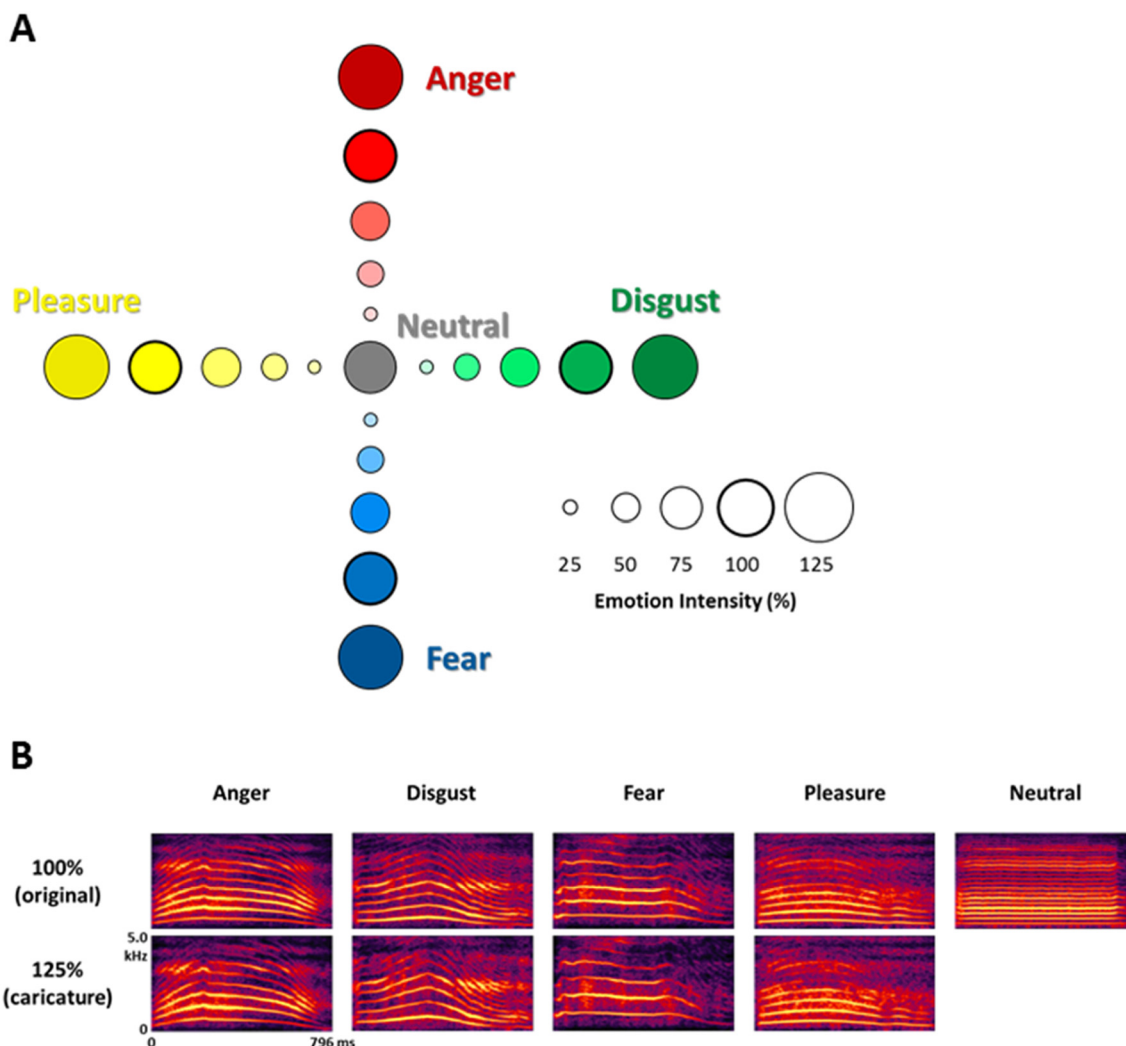 A
Anger
Pleasure
Neutral
Disgust
25 50 75 100 125
Emotion Intensity (%)
Fear
B
Anger Disgust Fear Pleasure Neutral
100%
(original)
5.0
kHz
125%
(caricature)
0
0 796 ms